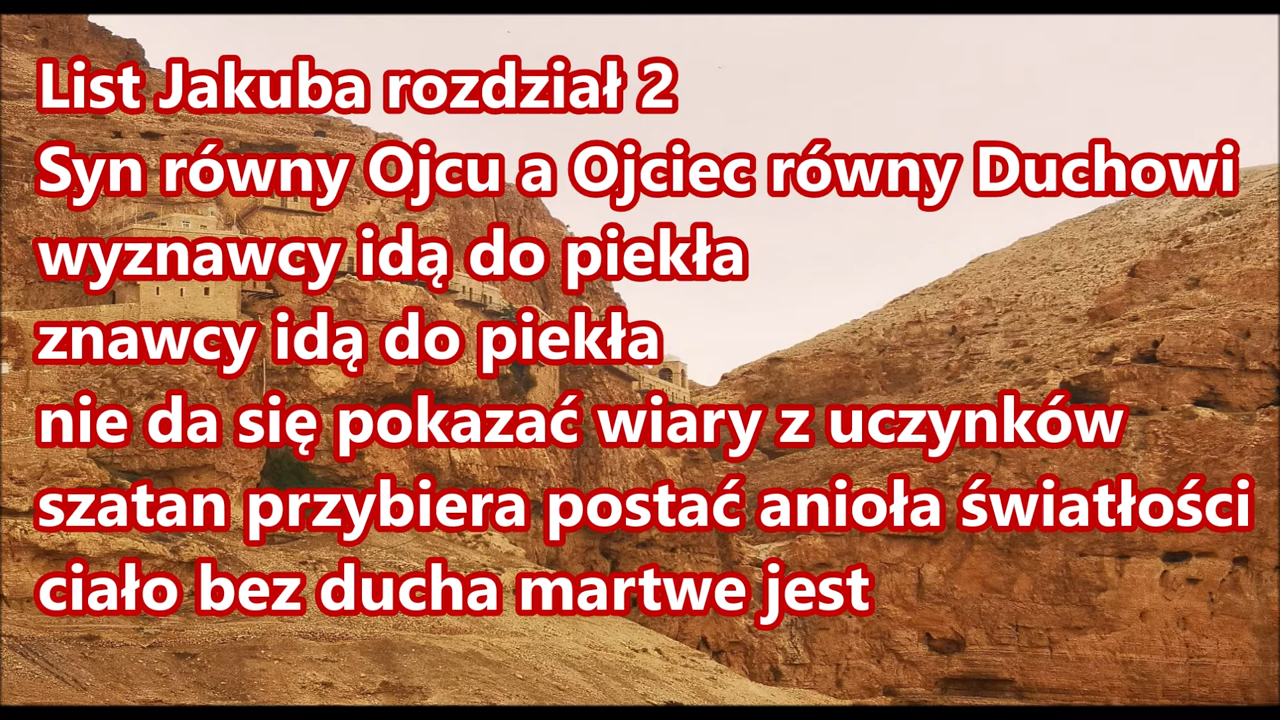 List Jakuba rozdział 2
Syn równy Ojcu a Ojciec równy Duchowi
wyznawcy idą do piekła
znawcy idą do piekła
nie da się pokazać wiary z uczynków
szatan przybiera postać anioła światłości
ciało bez ducha martwe jest